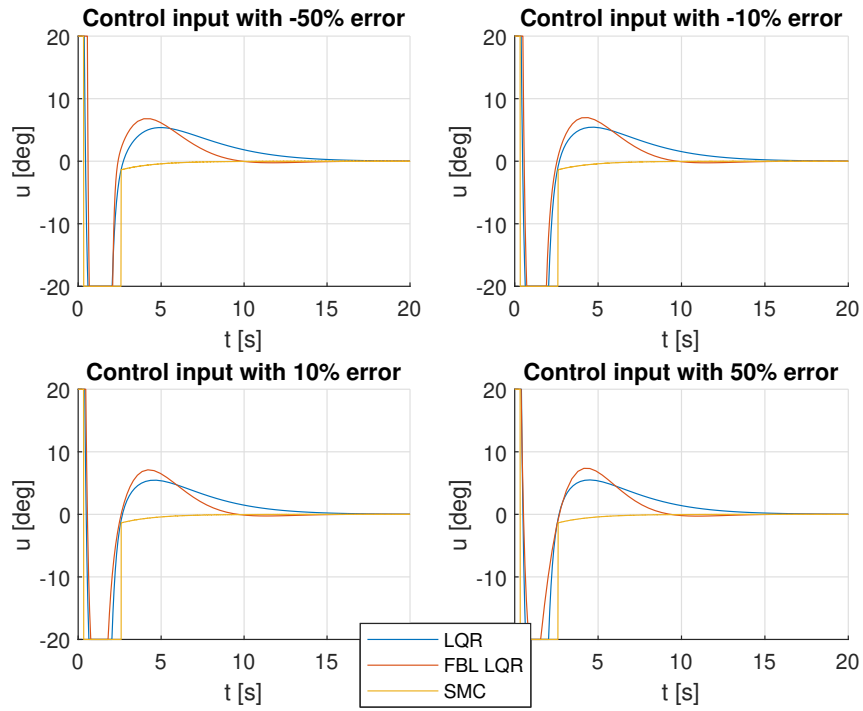 Control input with -50% error
20
10
0
-10
-20
u [deg]
0
5
10
15
20
t [s]
Control input with -10% error
20
10
0
-10
-20
u [deg]
0
5
10
15
20
t [s]
Control input with 10% error
20
10
0
-10
-20
u [deg]
0
5
10
15
20
t [s]
Control input with 50% error
20
10
0
-10
-20
u [deg]
5
10
15
20
t [s]
LQR
FBL LQR
SMC